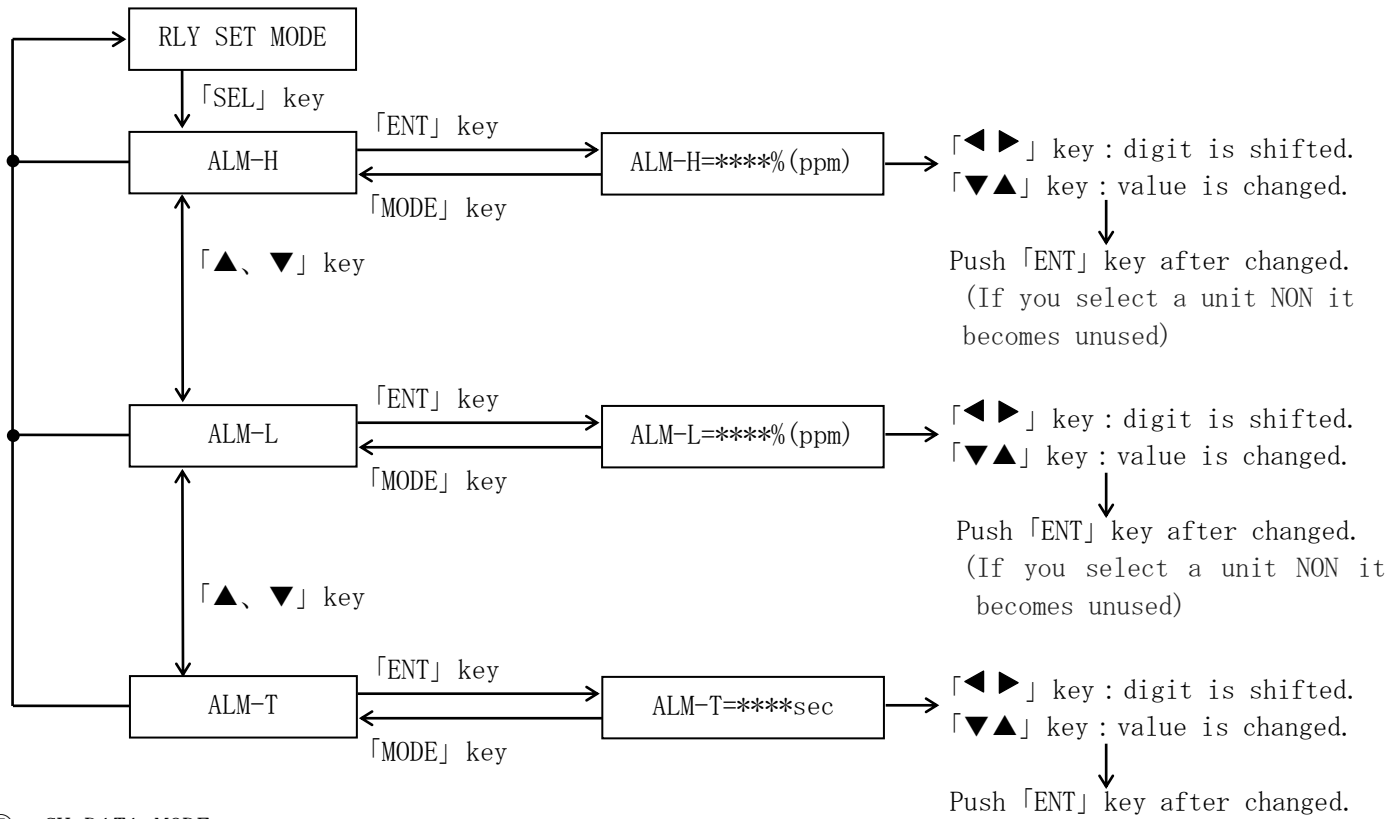 RLY SET MODE
「SEL」 key
ALM-H
「ENT」 key
「MODE」 key
ALM-H=****%(ppm)
「◀ ▶」 key：digit is shifted.
「▼▲」 key：value is changed.
Push「ENT」 key after changed.
(If you select a unit NON it
becomes unused)
「▲、▼」 key
ALM-L
「ENT」 key
「MODE」 key
ALM-L=****%(ppm)
「◀ ▶」 key：digit is shifted.
「▼▲」 key：value is changed.
Push「ENT」 key after changed.
(If you select a unit NON it
becomes unused)
「▲、▼」 key
ALM-T
「ENT」 key
「MODE」 key
ALM-T=****sec
「◀ ▶」 key：digit is shifted.
「▼▲」 key：value is changed.
Push「ENT」 key after changed.